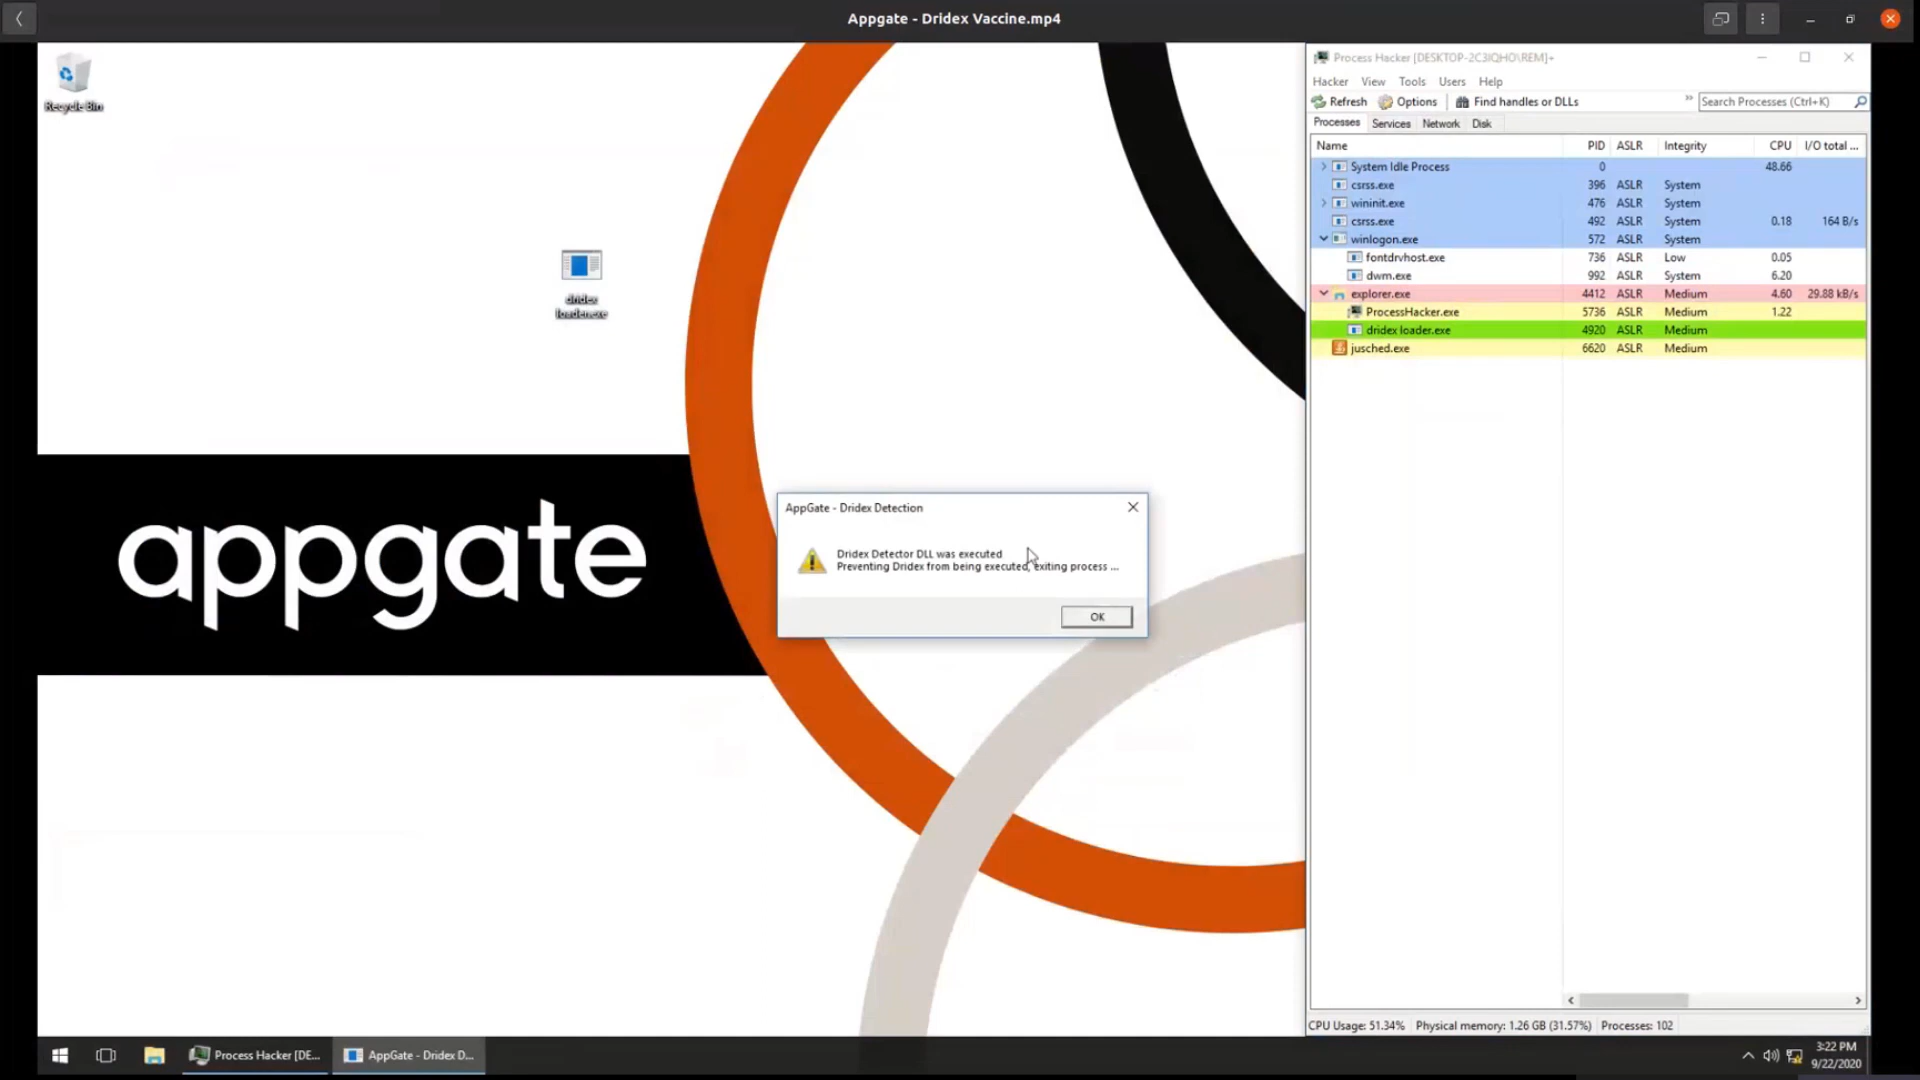 Appgate - Dridex Vaccine.mp4
Recycle Bin
dridex
loader.exe
appgate
AppGate - Dridex Detection
Dridex Detector DLL was executed
Preventing Dridex from being executed, exiting process ...
OK
Process Hacker [DESKTOP-2C3IQHO\REM]+
Hacker View Tools Users Help
Refresh Options Find handles or DLLs » Search Processes (Ctrl+K)
Processes Services Network Disk
Name PID ASLR Integrity CPU I/O total ...
System Idle Process 0 48.66
csrss.exe 396 ASLR System
wininit.exe 476 ASLR System
csrss.exe 492 ASLR System 0.18 164 B/s
winlogon.exe 572 ASLR System
fontdrvhost.exe 736 ASLR Low 0.05
dwm.exe 992 ASLR System 6.20
explorer.exe 4412 ASLR Medium 4.60 29.88 kB/s
ProcessHacker.exe 5736 ASLR Medium 1.22
dridex loader.exe 4920 ASLR Medium
jusched.exe 6620 ASLR Medium
CPU Usage: 51.34% Physical memory: 1.26 GB (31.57%) Processes: 102
Process Hacker [DE...
AppGate - Dridex D...
3:22 PM
9/22/2020